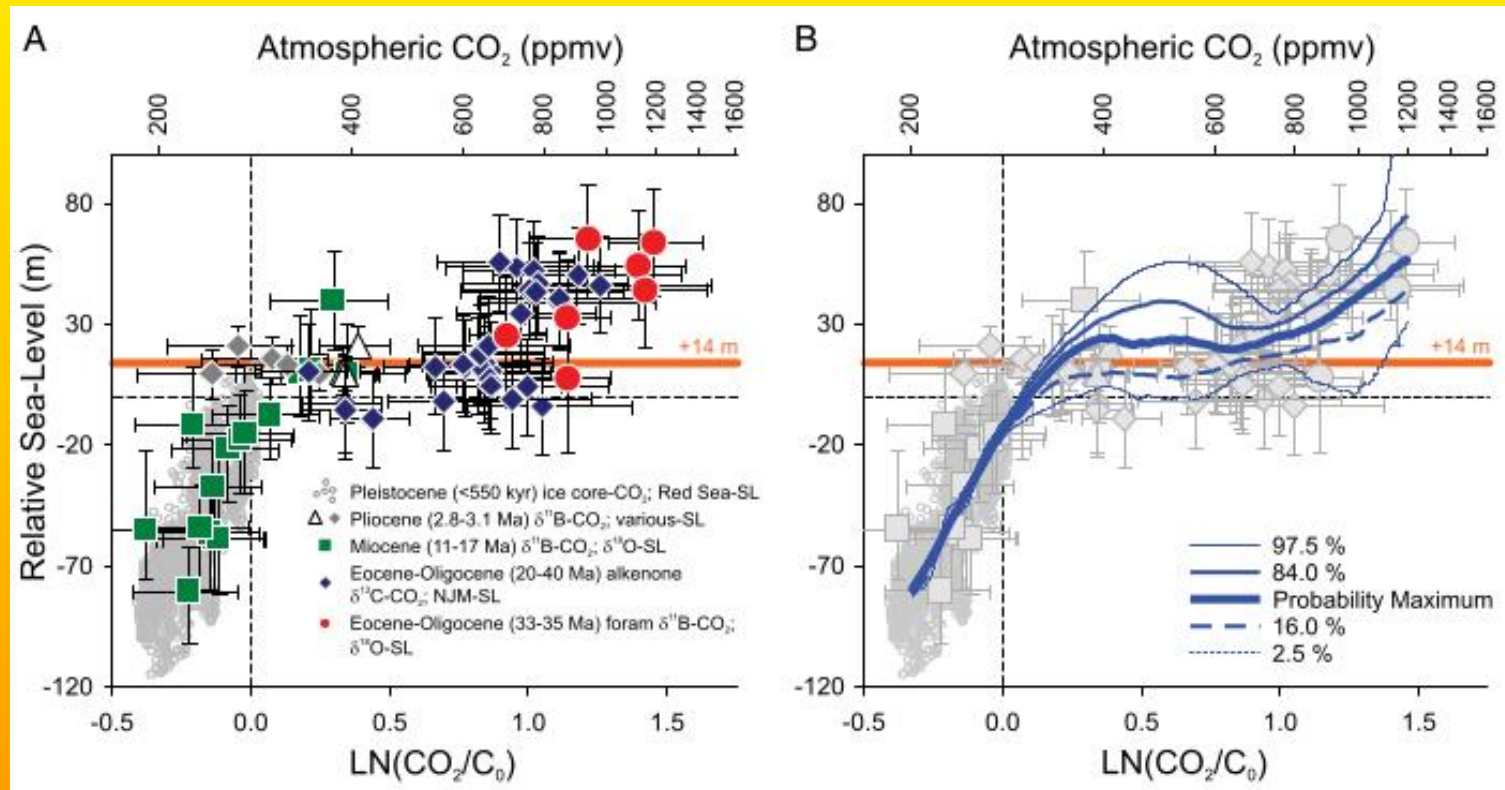 A
Atmospheric CO₂ (ppmv)
200 400 600 800 1000 1200 1400 1600
Relative Sea-Level (m)
80
30
-20
-70
-120
+14 m
Pleistocene (<550 kyr) ice core-CO₂; Red Sea-SL
Pliocene (2.8-3.1 Ma) δ¹¹B-CO₂; various-SL
Miocene (11-17 Ma) δ¹¹B-CO₂; δ¹⁸O-SL
Eocene-Oligocene (20-40 Ma) alkenone
δ¹³C-CO₂; NJM-SL
Eocene-Oligocene (33-35 Ma) foram δ¹¹B-CO₂;
δ¹⁸O-SL
-0.5 0.0 0.5 1.0 1.5
LN(CO₂/C₀)
B
Atmospheric CO₂ (ppmv)
200 400 600 800 1000 1200 1400 1600
80
30
-20
-70
-120
+14 m
97.5 %
84.0 %
Probability Maximum
16.0 %
2.5 %
-0.5 0.0 0.5 1.0 1.5
LN(CO₂/C₀)